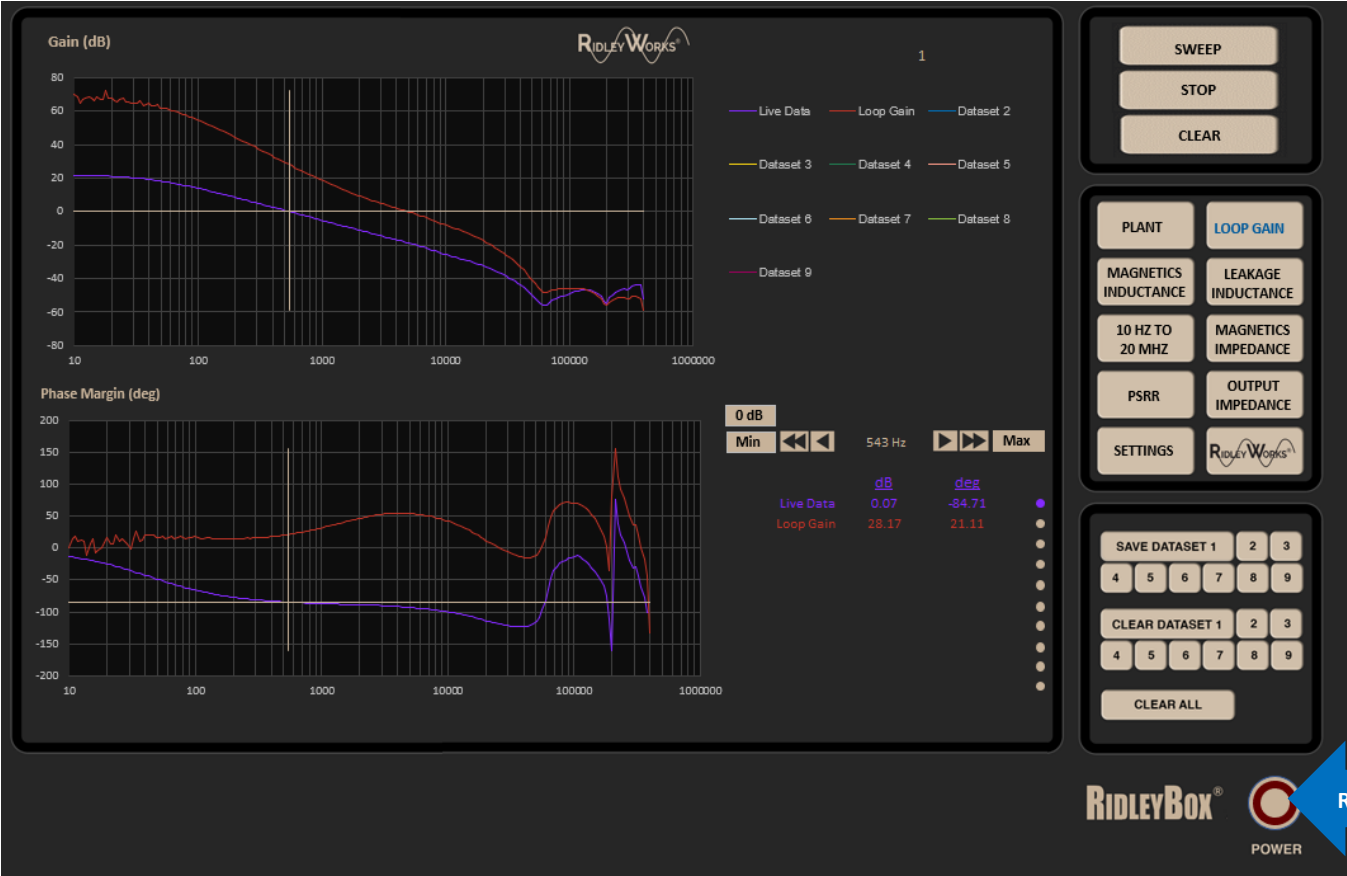 Gain (dB)
RIDLEYWORKS®
1
80
60
40
20
0
-20
-40
-60
-80
10 100 1000 10000 100000 1000000
Live Data Loop Gain Dataset 2
Dataset 3 Dataset 4 Dataset 5
Dataset 6 Dataset 7 Dataset 8
Dataset 9
Phase Margin (deg)
200
150
100
50
0
-50
-100
-150
-200
10 100 1000 10000 100000 1000000
0 dB
Min 543 Hz Max
dB deg
Live Data 0.07 -84.71
Loop Gain 28.17 21.11
SWEEP
STOP
CLEAR
PLANT LOOP GAIN
MAGNETICS INDUCTANCE
LEAKAGE INDUCTANCE
10 HZ TO 20 MHZ
MAGNETICS IMPEDANCE
PSRR
OUTPUT IMPEDANCE
SETTINGS RIDLEYWORKS®
SAVE DATASET 1 2 3
4 5 6 7 8 9
CLEAR DATASET 1 2 3
4 5 6 7 8 9
CLEAR ALL
RIDLEYBOX®
POWER
R